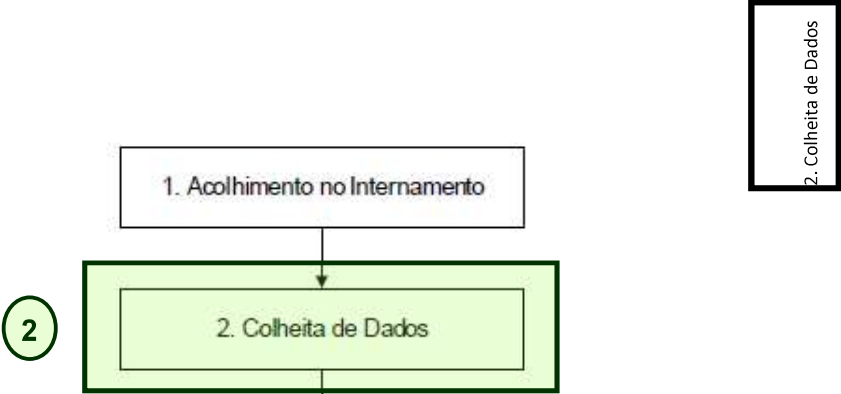 2. Colheita de Dados
1. Acolhimento no Internamento
2
2. Colheita de Dados